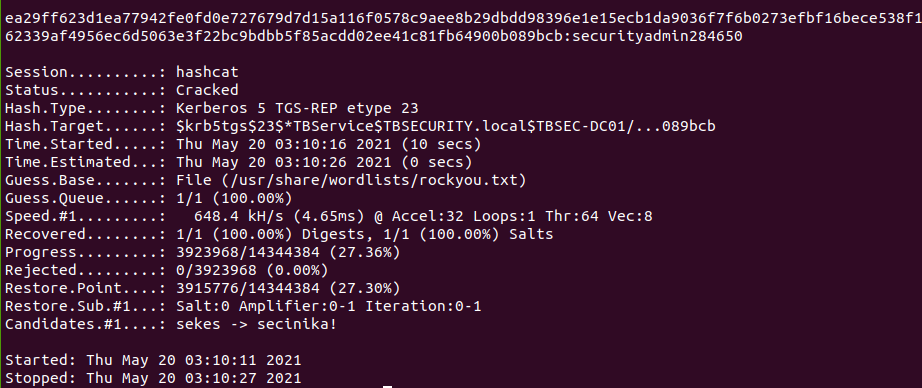 ea29ff623d1ea77942fe0fd0e727679d7d15a116f0578c9aee8b29dbdd98396e1e15ecb1da9036f7f6b0273efbf16bece538f1
62339af4956ec6d5063e3f22bc9bdbb5f85acdd02ee41c81fb64900b089bcb:securityadmin284650
Session..........: hashcat
Status...........: Cracked
Hash.Type........: Kerberos 5 TGS-REP etype 23
Hash.Target......: $krb5tgs$23$*TBService$TBSECURITY.local$TBSEC-DC01/...089bcb
Time.Started.....: Thu May 20 03:10:16 2021 (10 secs)
Time.Estimated...: Thu May 20 03:10:26 2021 (0 secs)
Guess.Base.......: File (/usr/share/wordlists/rockyou.txt)
Guess.Queue......: 1/1 (100.00%)
Speed.#1.........:   648.4 kH/s (4.65ms) @ Accel:32 Loops:1 Thr:64 Vec:8
Recovered........: 1/1 (100.00%) Digests, 1/1 (100.00%) Salts
Progress.........: 3923968/14344384 (27.36%)
Rejected.........: 0/3923968 (0.00%)
Restore.Point....: 3915776/14344384 (27.30%)
Restore.Sub.#1...: Salt:0 Amplifier:0-1 Iteration:0-1
Candidates.#1....: sekes -> secinika!
Started: Thu May 20 03:10:11 2021
Stopped: Thu May 20 03:10:27 2021